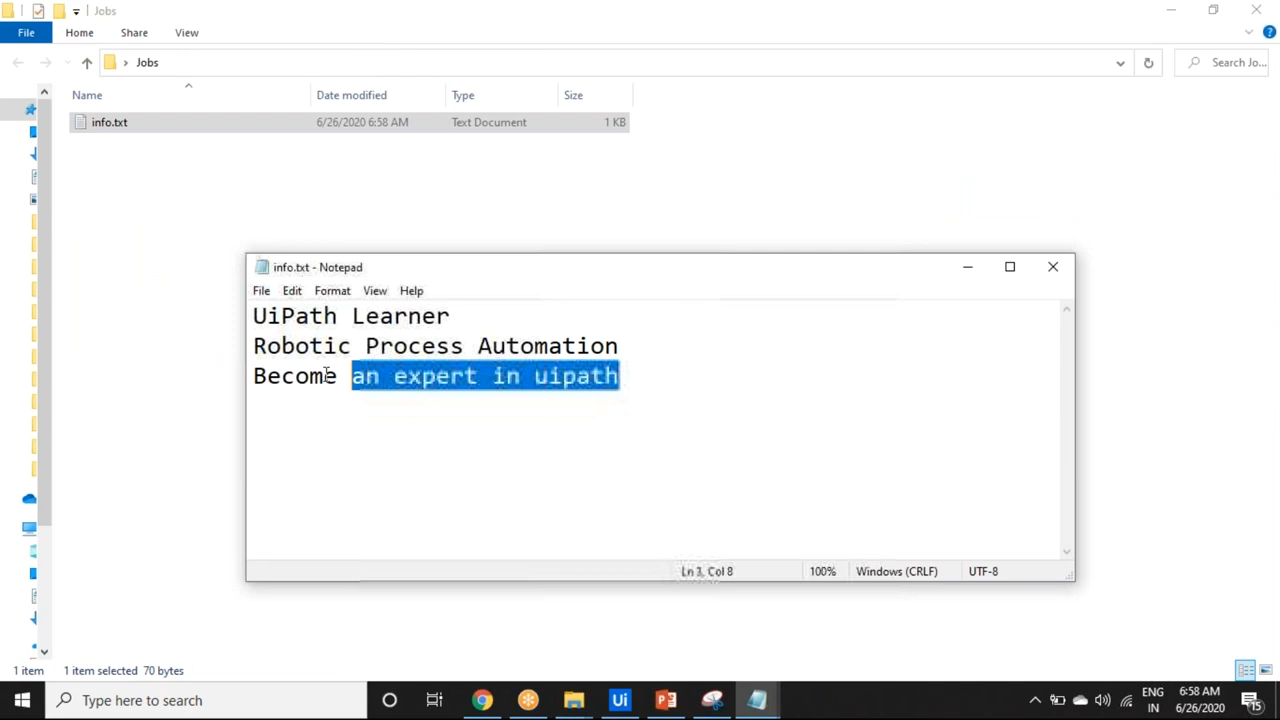 Jobs
File
Home
Share
View
Jobs
Search Jo...
Name
Date modified
Type
Size
info.txt
6/26/2020 6:58 AM
Text Document
1 KB
info.txt - Notepad
File
Edit
Format
View
Help
UiPath Learner
Robotic Process Automation
Become an expert in uipath
Ln 3, Col 8
100%
Windows (CRLF)
UTF-8
1 item
1 item selected 70 bytes
Type here to search
Ui
ENG
IN
6:58 AM
6/26/2020
15